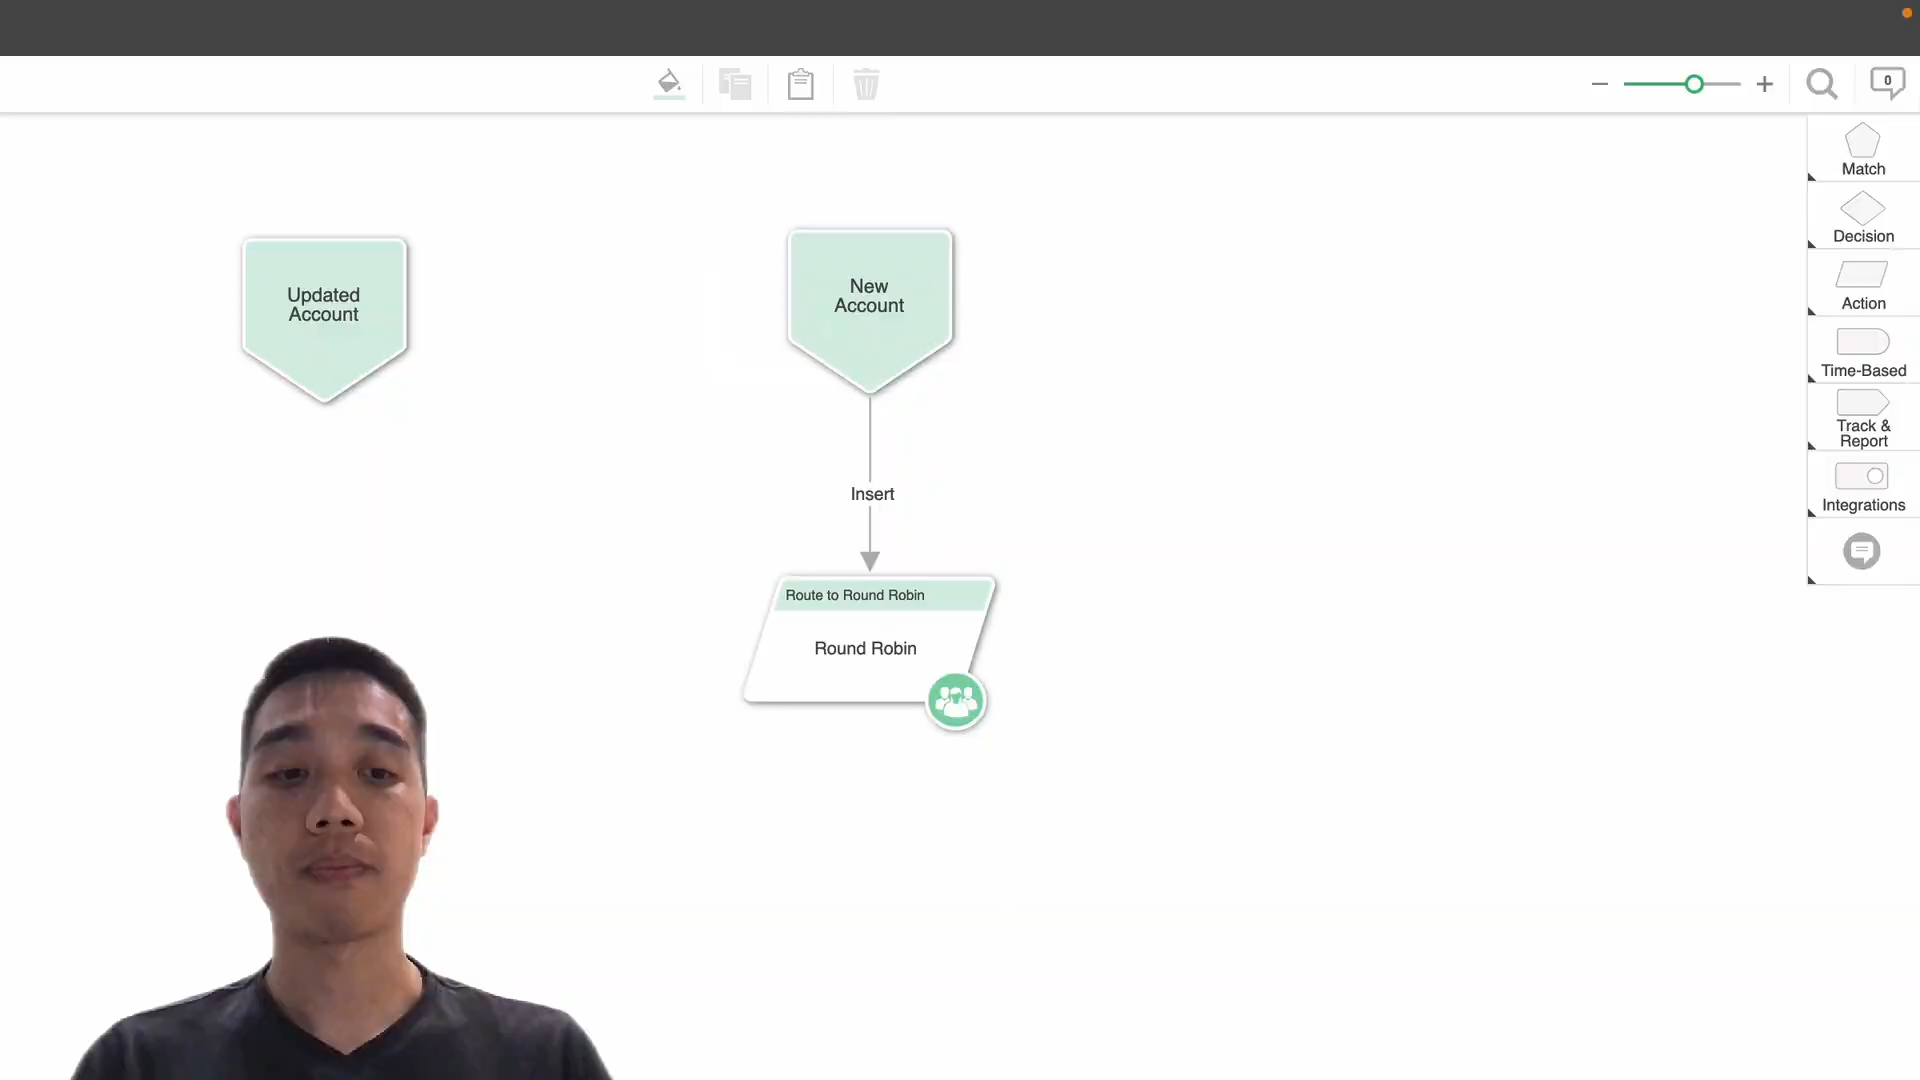 0
Match
Decision
Action
Time-Based
Track &
Report
Integrations
Updated
Account
New
Account
Insert
Route to Round Robin
Round Robin